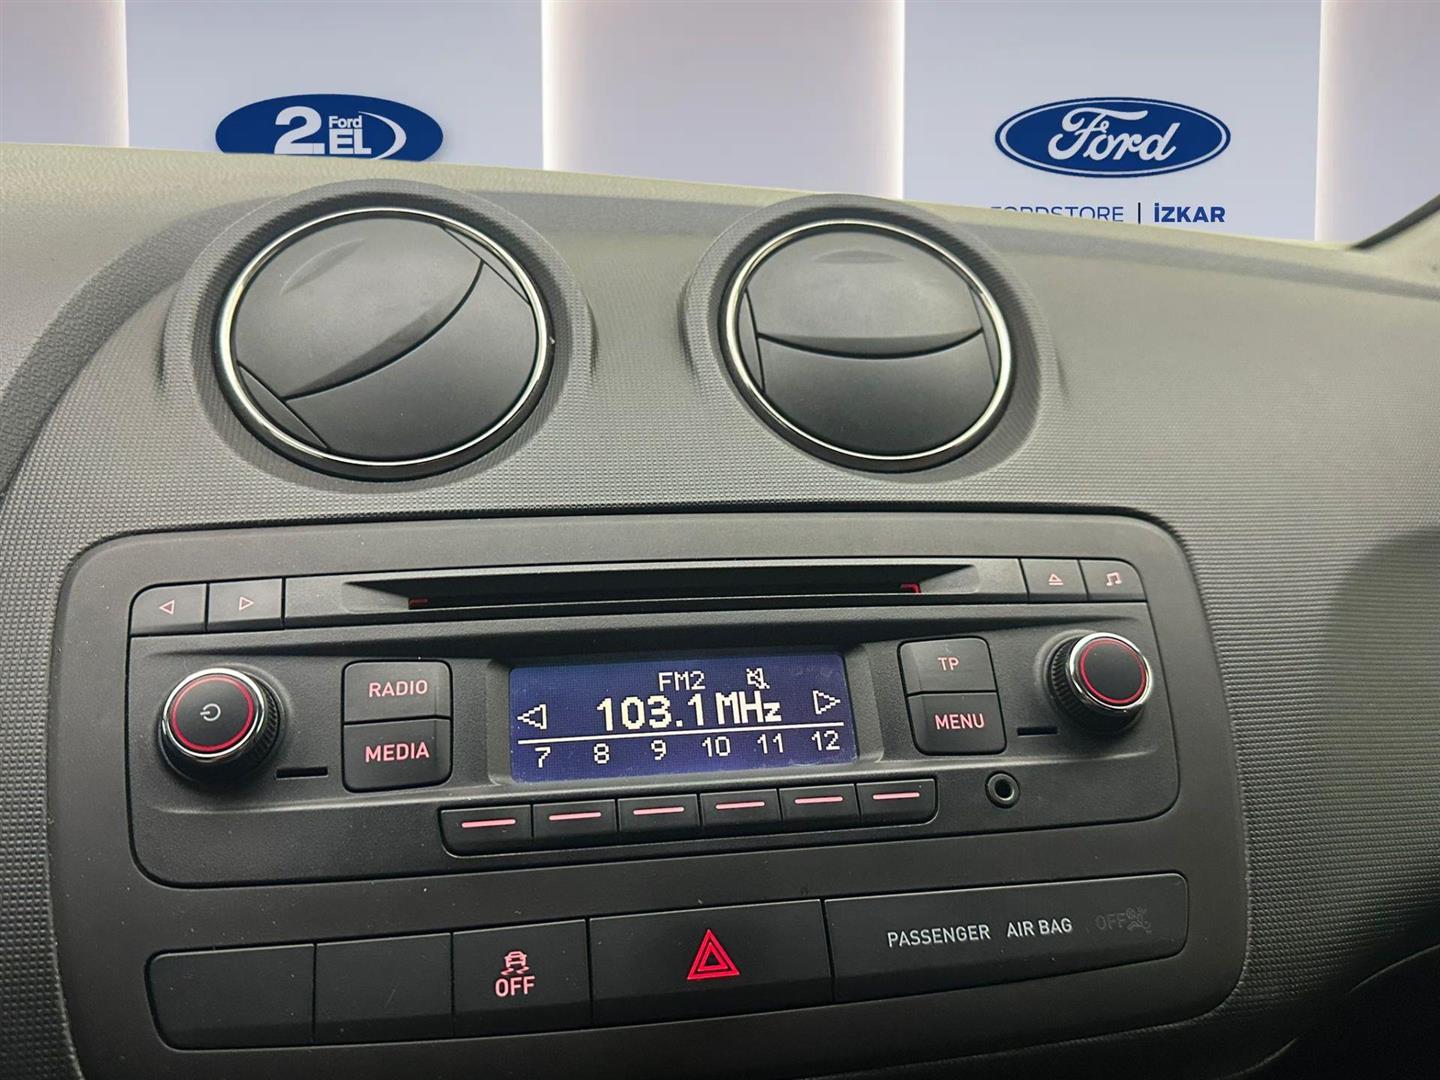 2.EL Ford
Ford
FORDSTORE | İZKAR
RADIO
MEDIA
FM2
103.1 MHz
7 8 9 10 11 12
TP
MENU
OFF
PASSENGER AIR BAG OFF